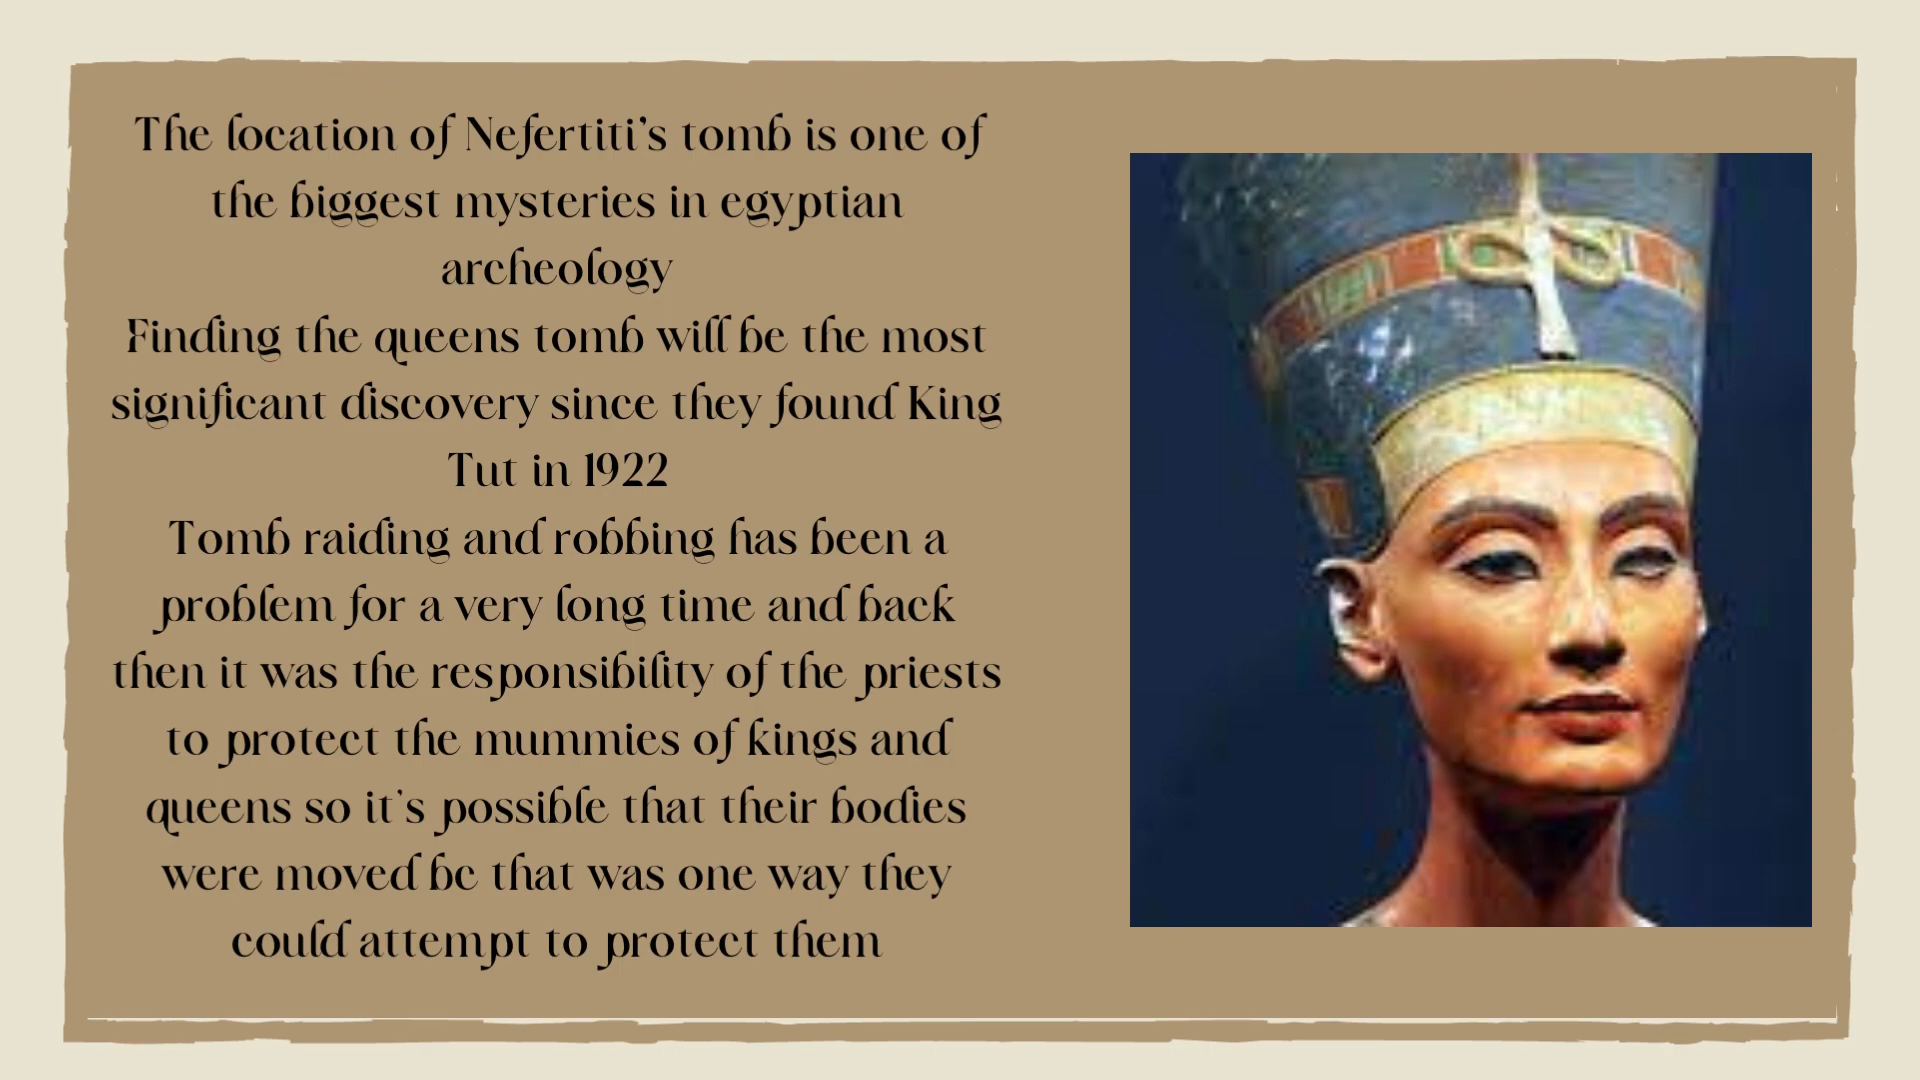 The location of Nefertiti's tomb is one of
the biggest mysteries in egyptian
archeology
Finding the queens tomb will be the most
significant discovery since they found King
Tut in 1922
Tomb raiding and robbing has been a
problem for a very long time and back
then it was the responsibility of the priests
to protect the mummies of kings and
queens so it's possible that their bodies
were moved bc that was one way they
could attempt to protect them